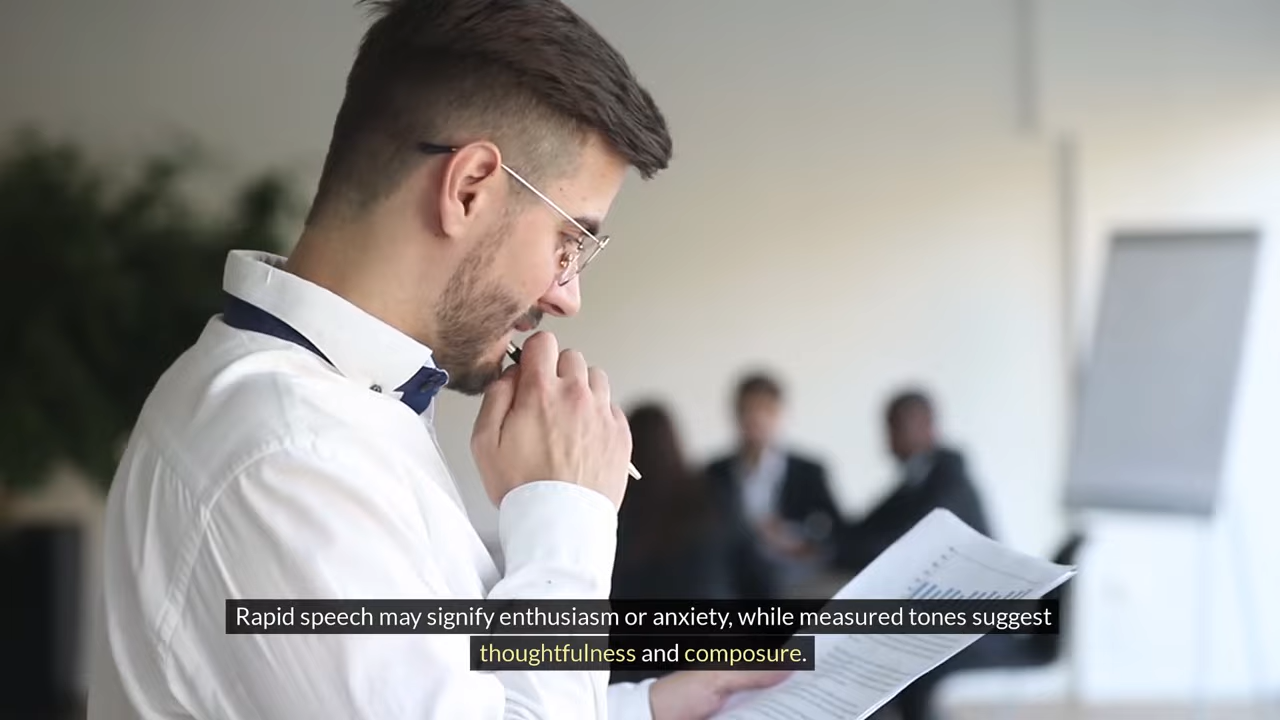 Rapid speech may signify enthusiasm or anxiety, while measured tones suggest
thoughtfulness and composure.